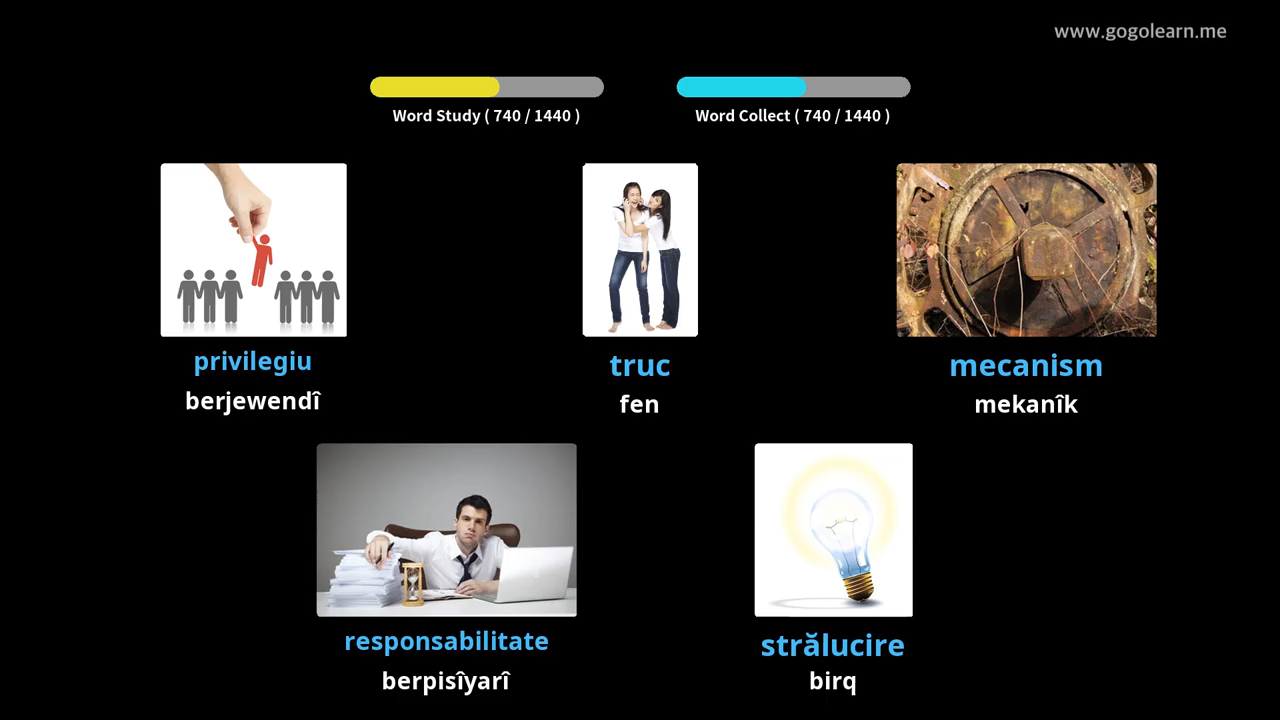 www.gogolearn.me
Word Study ( 740 / 1440 )
Word Collect ( 740 / 1440 )
privilegiu
berjewendî
truc
fen
mecanism
mekanîk
responsabilitate
berpisîyarî
strălucire
birq